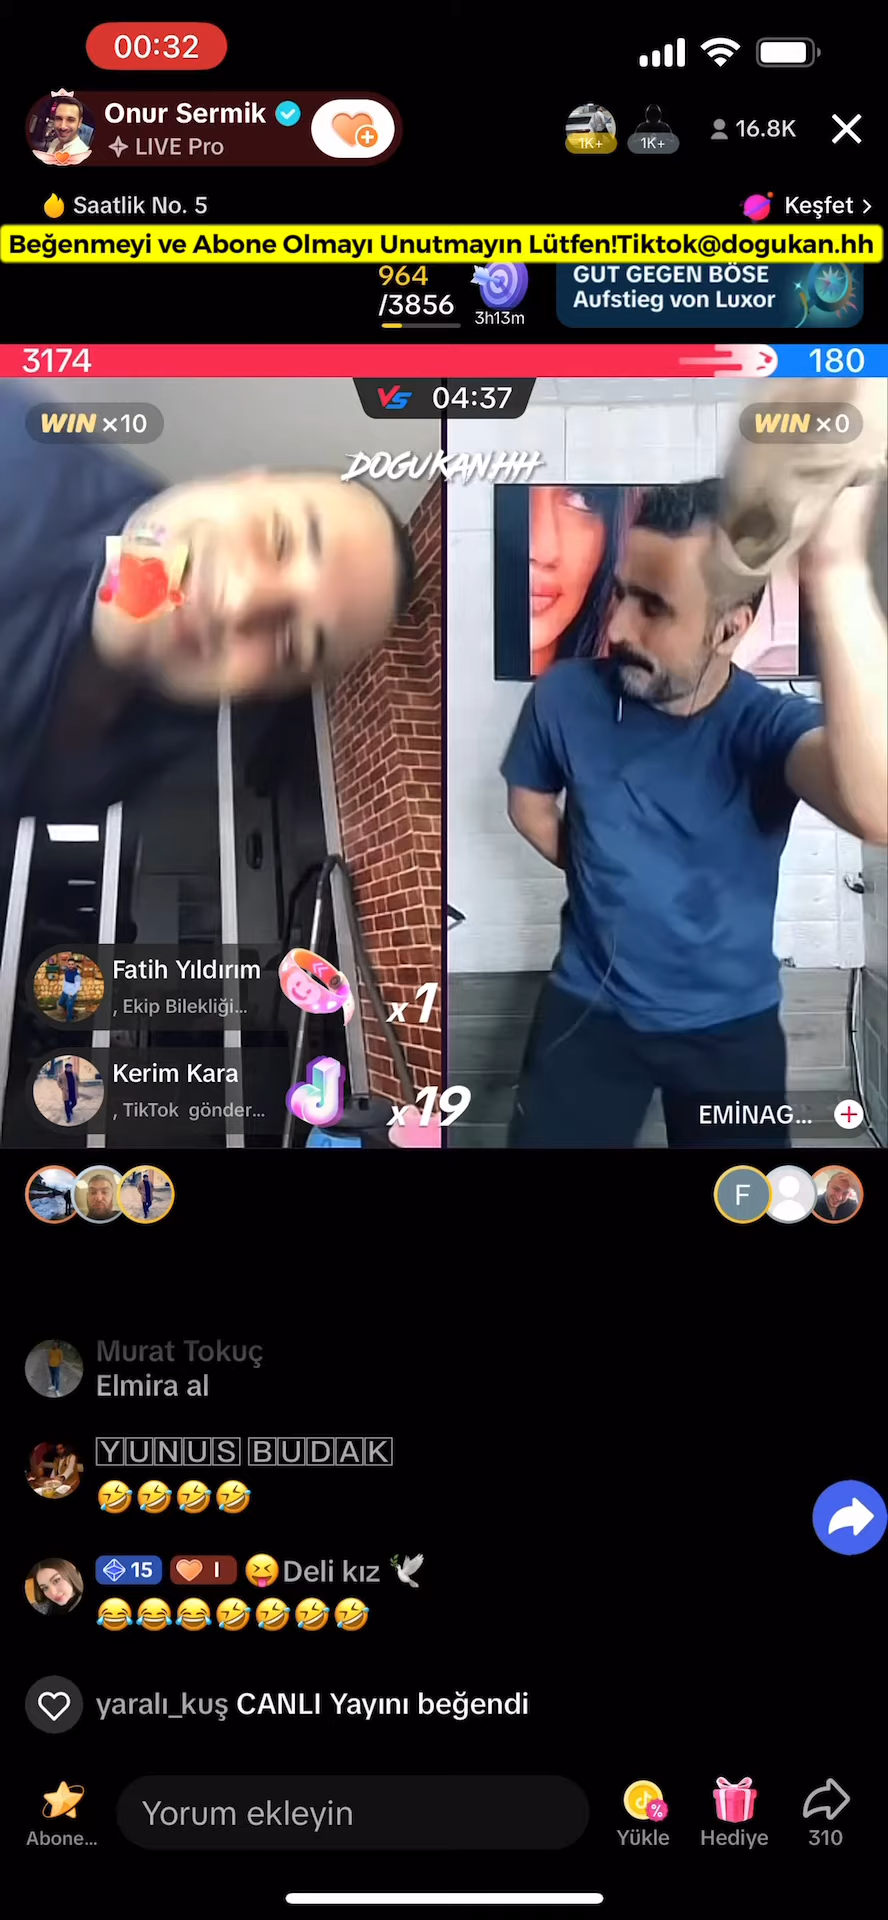 00:32
Onur Sermik
LIVE Pro
1K+
1K+
16.8K
Saatlik No. 5
Keşfet >
Beğenmeyi ve Abone Olmayı Unutmayın Lütfen!Tiktok@dogukan.hh
964
/3856
3h13m
GUT GEGEN BÖSE
Aufstieg von Luxor
3174
180
VS 04:37
WIN x10
WIN x0
DOGUKAN.HH
Fatih Yıldırım
, Ekip Bilekliği...
x1
Kerim Kara
, TikTok gönder...
x19
EMİNAG...
F
Murat Tokuç
Elmira al
YUNUS BUDAK
🤣🤣🤣🤣
15 I 😝Deli kız 🕊️
😂😂😂🤣🤣🤣🤣
yaralı_kuş CANLI Yayını beğendi
Abone...
Yorum ekleyin
Yükle
Hediye
310